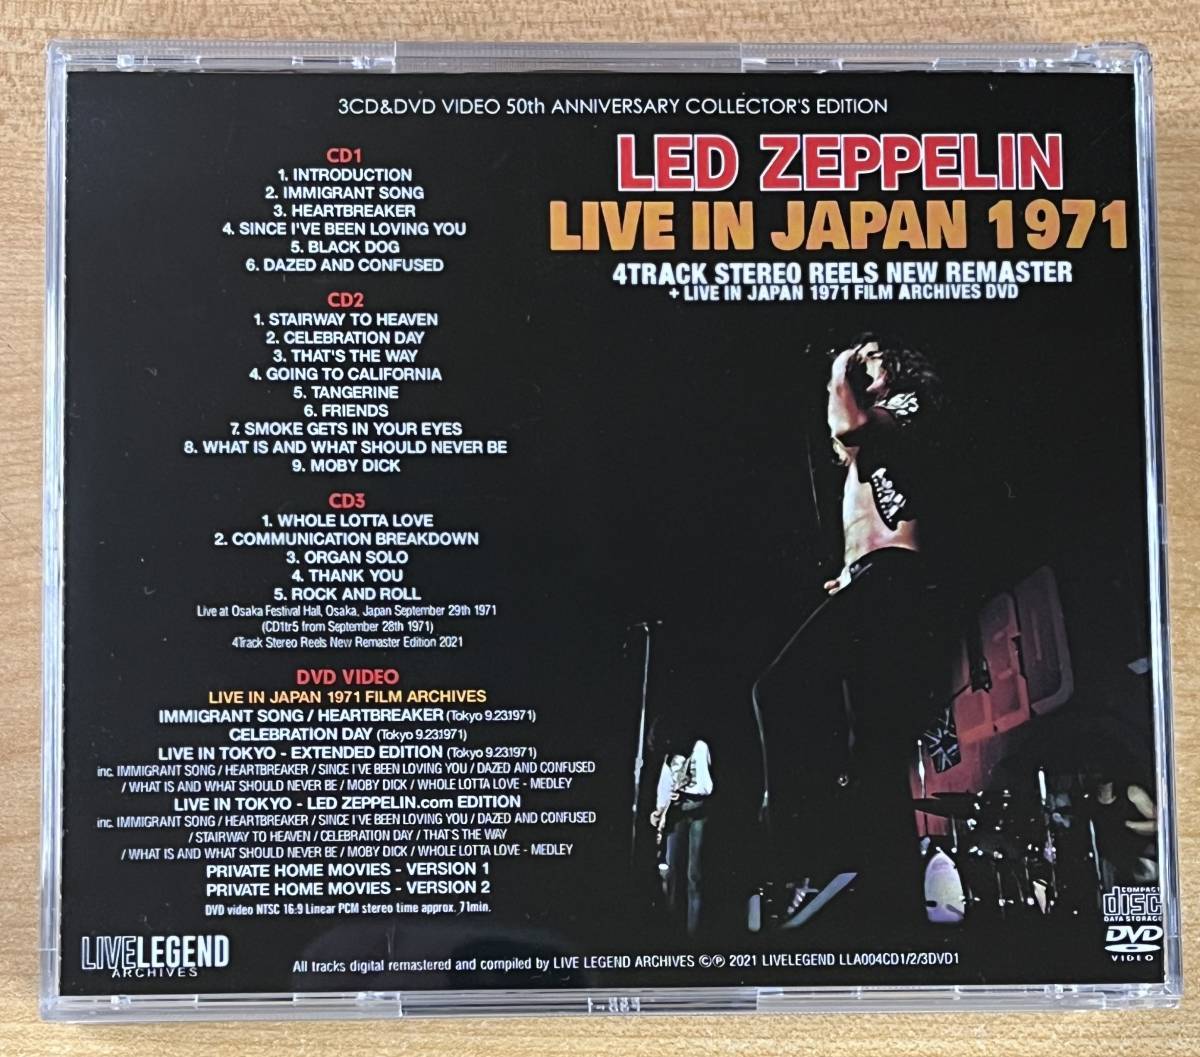 3CD&DVD VIDEO 50th ANNIVERSARY COLLECTOR'S EDITION
LED ZEPPELIN
LIVE IN JAPAN 1971
4TRACK STEREO REELS NEW REMASTER
+ LIVE IN JAPAN 1971 FILM ARCHIVES DVD
CD1
1. INTRODUCTION
2. IMMIGRANT SONG
3. HEARTBREAKER
4. SINCE I'VE BEEN LOVING YOU
5. BLACK DOG
6. DAZED AND CONFUSED
CD2
1. STAIRWAY TO HEAVEN
2. CELEBRATION DAY
3. THAT'S THE WAY
4. GOING TO CALIFORNIA
5. TANGERINE
6. FRIENDS
7. SMOKE GETS IN YOUR EYES
8. WHAT IS AND WHAT SHOULD NEVER BE
9. MOBY DICK
CD3
1. WHOLE LOTTA LOVE
2. COMMUNICATION BREAKDOWN
3. ORGAN SOLO
4. THANK YOU
5. ROCK AND ROLL
Live at Osaka Festival Hall, Osaka, Japan September 29th 1971
(CD1tr5 from September 28th 1971)
4Track Stereo Reels New Remaster Edition 2021
DVD VIDEO
LIVE IN JAPAN 1971 FILM ARCHIVES
IMMIGRANT SONG / HEARTBREAKER (Tokyo 9.23.1971)
CELEBRATION DAY (Tokyo 9.23.1971)
LIVE IN TOKYO - EXTENDED EDITION (Tokyo 9.23.1971)
inc. IMMIGRANT SONG / HEARTBREAKER / SINCE I'VE BEEN LOVING YOU / DAZED AND CONFUSED
/ WHAT IS AND WHAT SHOULD NEVER BE / MOBY DICK / WHOLE LOTTA LOVE - MEDLEY
LIVE IN TOKYO - LED ZEPPELIN.com EDITION
inc. IMMIGRANT SONG / HEARTBREAKER / SINCE I'VE BEEN LOVING YOU / DAZED AND CONFUSED
/ STAIRWAY TO HEAVEN / CELEBRATION DAY / THAT'S THE WAY
/ WHAT IS AND WHAT SHOULD NEVER BE / MOBY DICK / WHOLE LOTTA LOVE - MEDLEY
PRIVATE HOME MOVIES - VERSION 1
PRIVATE HOME MOVIES - VERSION 2
DVD video NTSC 16:9 Linear PCM stereo time approx. 71min.
LIVELEGEND
ARCHIVES
All tracks digital remastered and compiled by LIVE LEGEND ARCHIVES ©℗ 2021 LIVELEGEND LLA004CD1/2/3DVD1
COMPACT
disc
DATA STORAGE
DVD
VIDEO